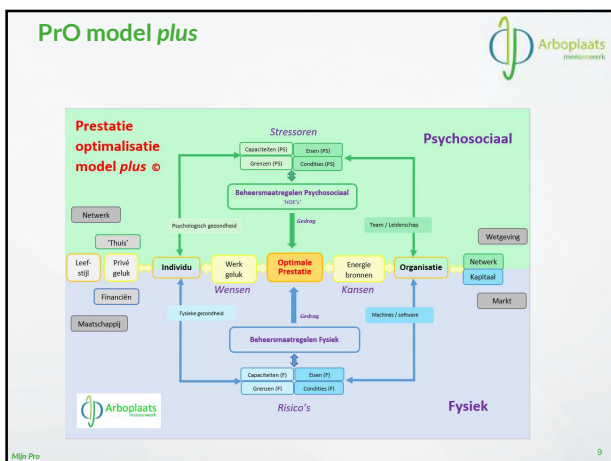 PrO model plus
Arboplaats
mensenwerk
Prestatie
optimalisatie
model plus ©
Stressoren
Psychosociaal
Capaciteiten (PS)
Eisen (PS)
Grenzen (PS)
Condities (PS)
Beheersmaatregelen Psychosociaal
'HOE's'
Netwerk
Psychologisch gezondheid
Gedrag
Team / Leiderschap
Wetgeving
'Thuis'
Leef-
stijl
Privé
geluk
Individu
Werk
geluk
Optimale
Prestatie
Energie
bronnen
Organisatie
Netwerk
Kapitaal
Wensen
Kansen
Financiën
Markt
Maatschappij
Fysieke gezondheid
Gedrag
Machines / software
Beheersmaatregelen Fysiek
Capaciteiten (F)
Eisen (F)
Grenzen (F)
Condities (F)
Arboplaats
mensenwerk
Risico's
Fysiek
Mijn Pro
9